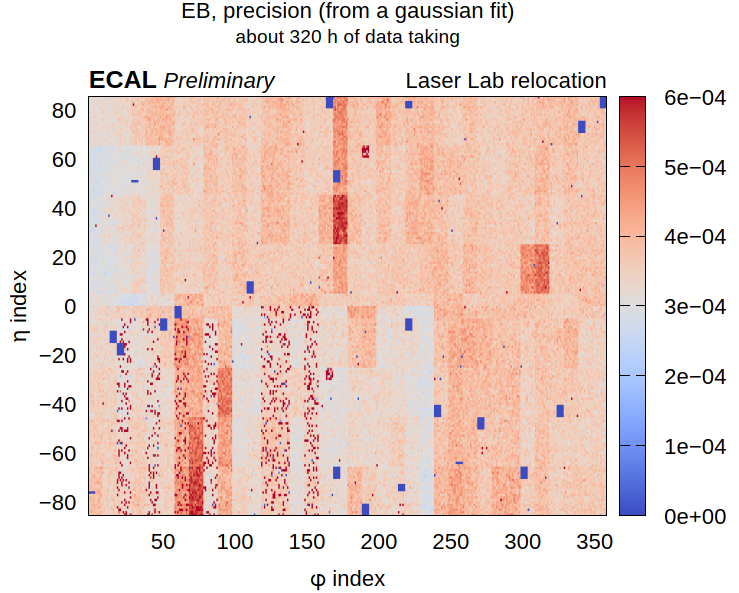 EB, precision (from a gaussian fit)
about 320 h of data taking
ECAL Preliminary
Laser Lab relocation
80
60
40
20
0
−20
−40
−60
−80
η index
50
100
150
200
250
300
350
φ index
6e−04
5e−04
4e−04
3e−04
2e−04
1e−04
0e+00